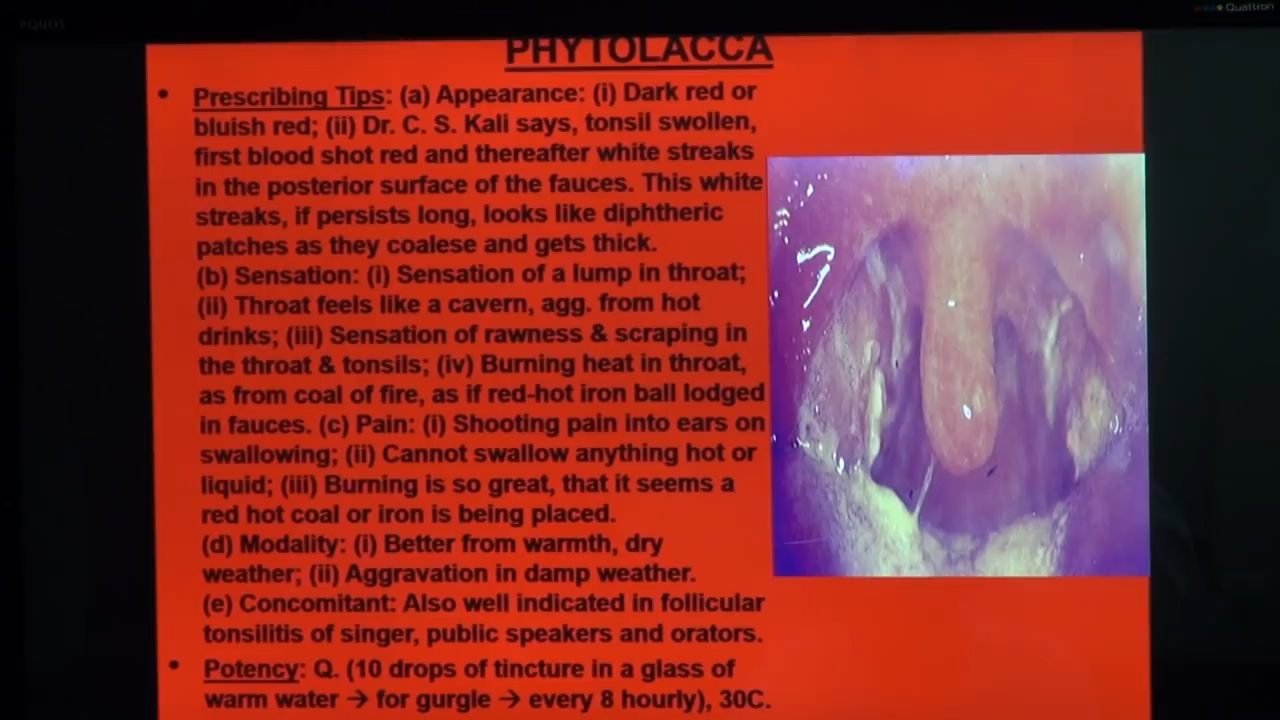 AQUOS
Quattron
PHYTOLACCA
• Prescribing Tips: (a) Appearance: (i) Dark red or
bluish red; (ii) Dr. C. S. Kali says, tonsil swollen,
first blood shot red and thereafter white streaks
in the posterior surface of the fauces. This white
streaks, if persists long, looks like diphtheric
patches as they coalese and gets thick.
(b) Sensation: (i) Sensation of a lump in throat;
(ii) Throat feels like a cavern, agg. from hot
drinks; (iii) Sensation of rawness & scraping in
the throat & tonsils; (iv) Burning heat in throat,
as from coal of fire, as if red-hot iron ball lodged
in fauces. (c) Pain: (i) Shooting pain into ears on
swallowing; (ii) Cannot swallow anything hot or
liquid; (iii) Burning is so great, that it seems a
red hot coal or iron is being placed.
(d) Modality: (i) Better from warmth, dry
weather; (ii) Aggravation in damp weather.
(e) Concomitant: Also well indicated in follicular
tonsilitis of singer, public speakers and orators.
• Potency: Q. (10 drops of tincture in a glass of
warm water → for gurgle → every 8 hourly), 30C.